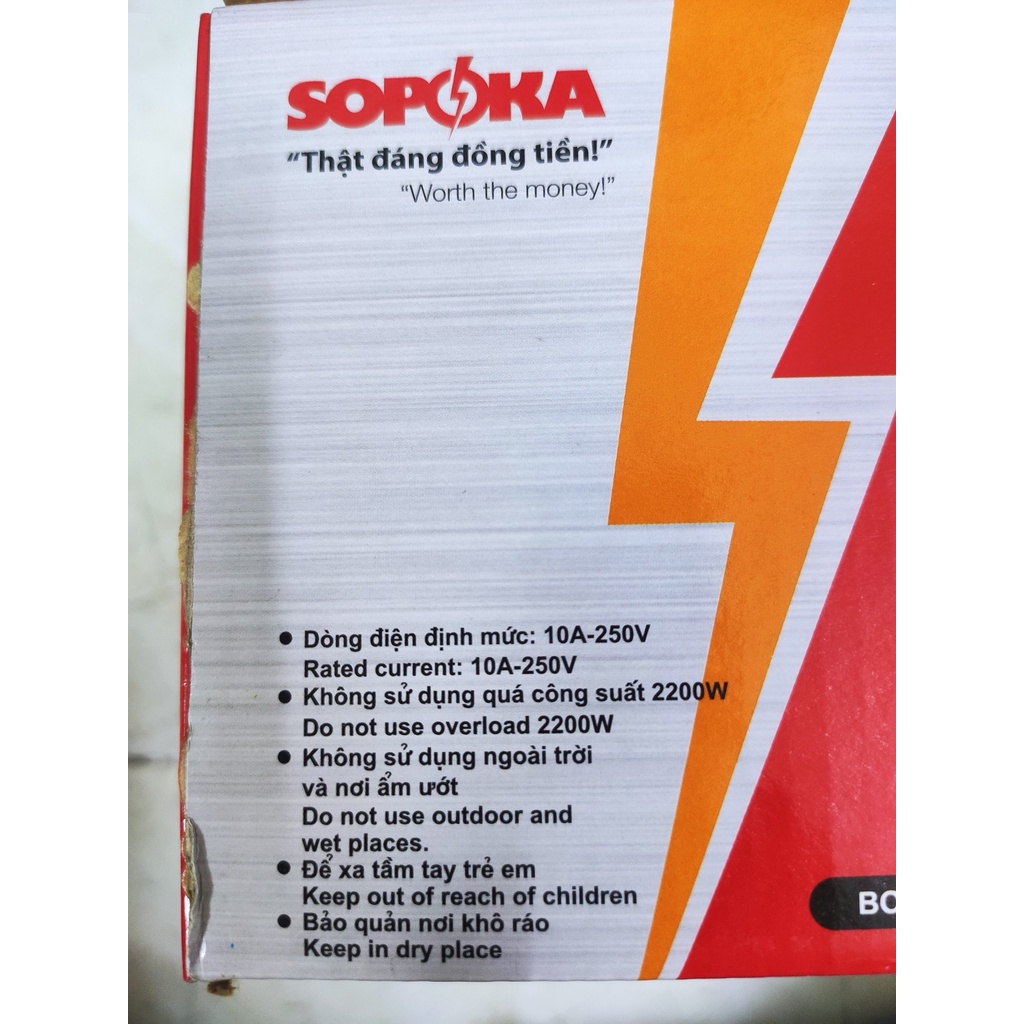 SOPOKA
“Thật đáng đồng tiền!”
“Worth the money!”
● Dòng điện định mức: 10A-250V
Rated current: 10A-250V
● Không sử dụng quá công suất 2200W
Do not use overload 2200W
● Không sử dụng ngoài trời
và nơi ẩm ướt
Do not use outdoor and
wet places.
● Để xa tầm tay trẻ em
Keep out of reach of children
● Bảo quản nơi khô ráo
Keep in dry place